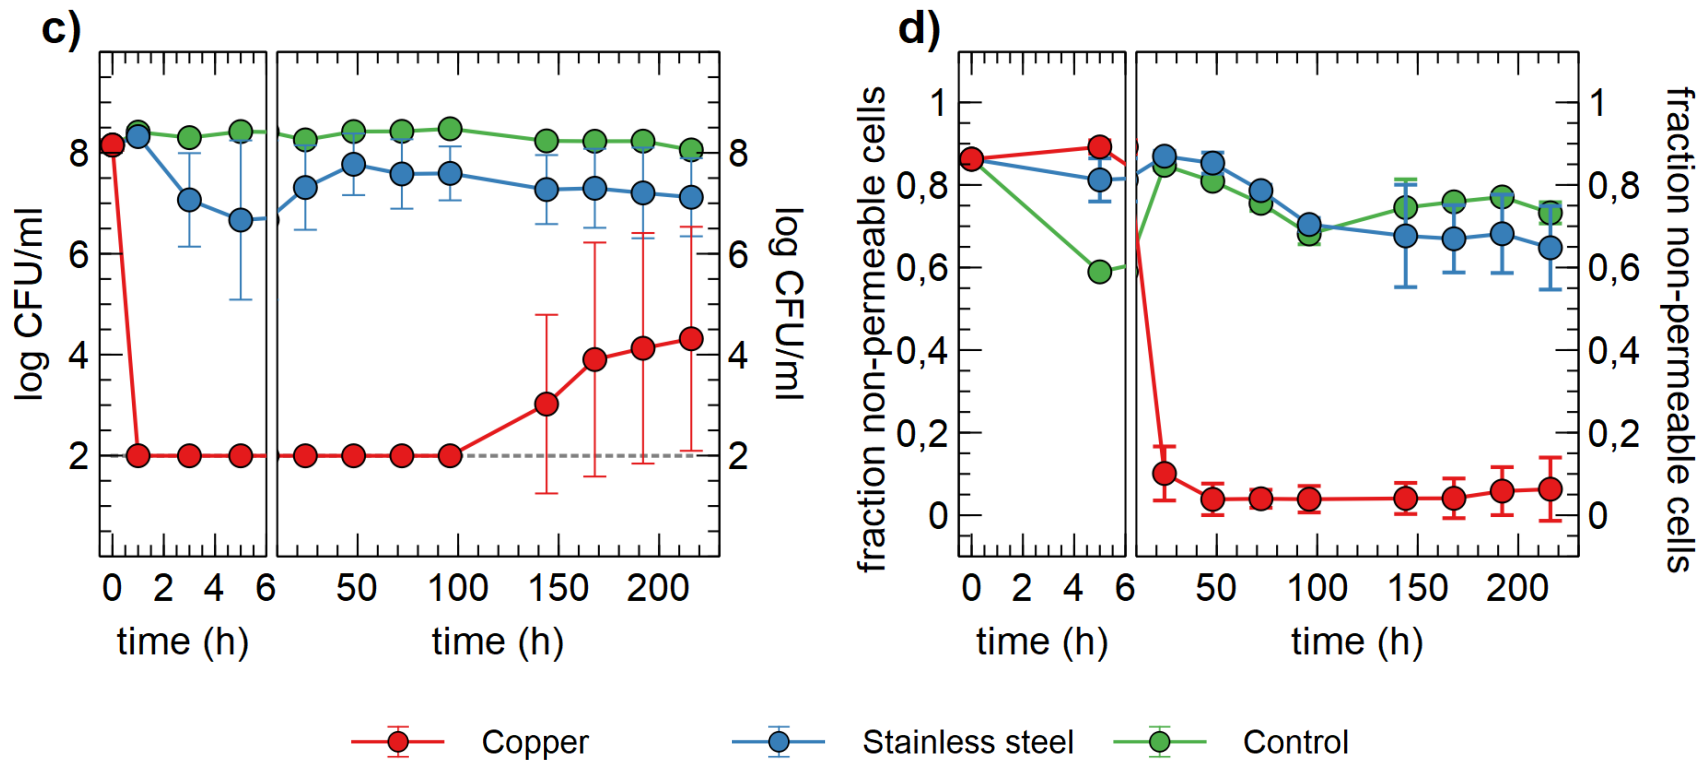 c)
log CFU/ml
8
6
4
2
8
6
4
2
log CFU/ml
0 2 4 6 50 100 150 200
time (h) time (h)
d)
fraction non-permeable cells
1
0,8
0,6
0,4
0,2
0
1
0,8
0,6
0,4
0,2
0
fraction non-permeable cells
0 2 4 6 50 100 150 200
time (h) time (h)
Copper Stainless steel Control